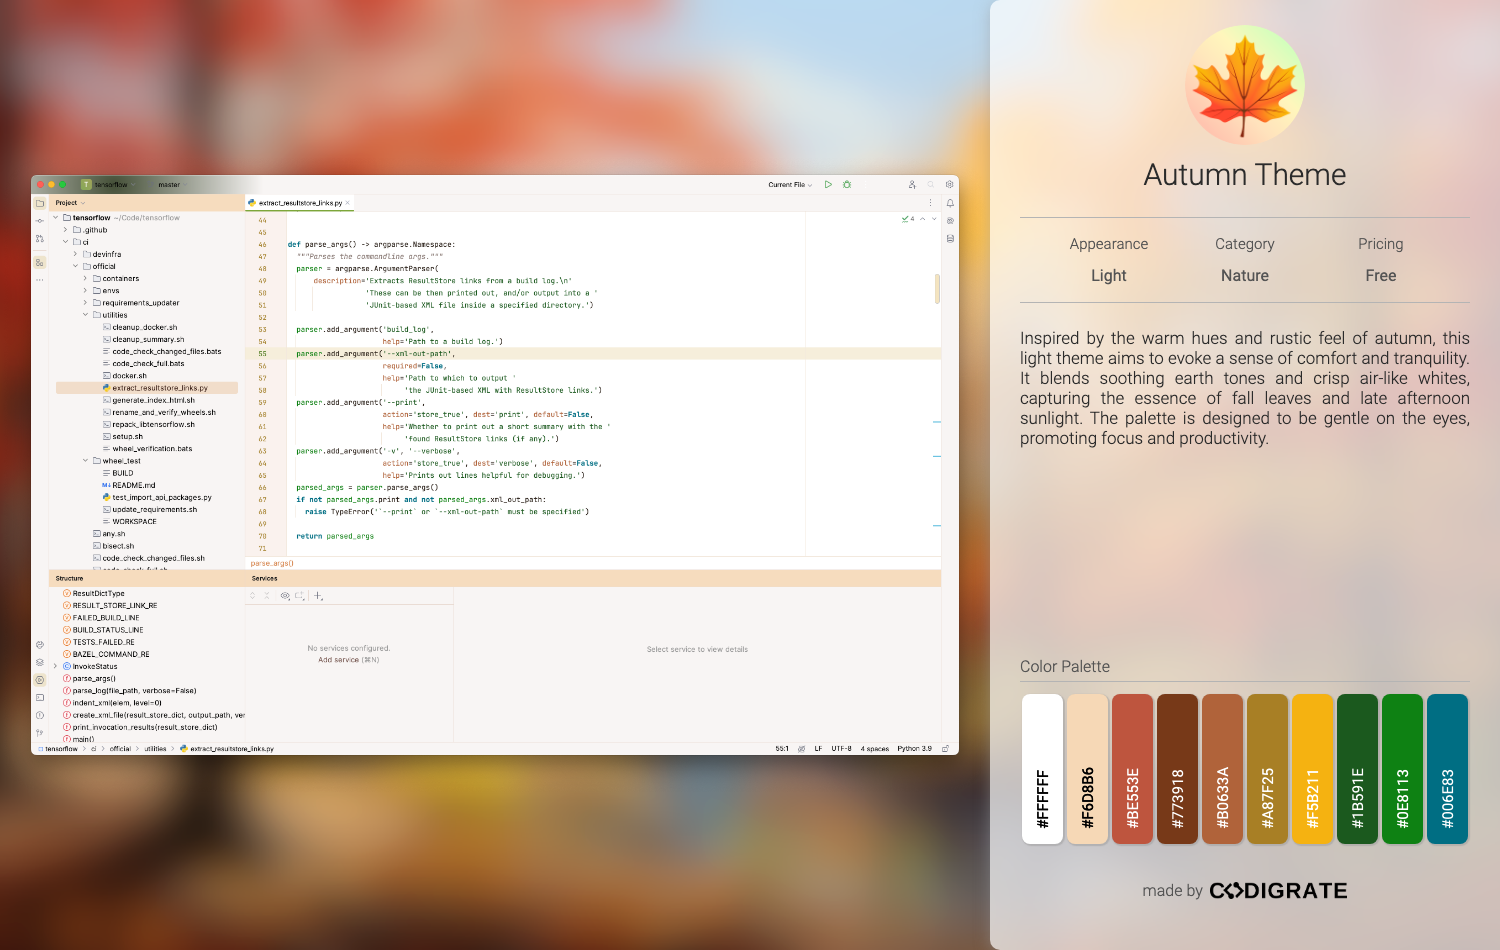 tensorflow
master
Current File
Project
extract_resultstore_links.py
tensorflow ~/Code/tensorflow
.github
ci
devinfra
official
containers
envs
requirements_updater
utilities
cleanup_docker.sh
cleanup_summary.sh
code_check_changed_files.bats
code_check_full.bats
docker.sh
extract_resultstore_links.py
generate_index_html.sh
rename_and_verify_wheels.sh
repack_libtensorflow.sh
setup.sh
wheel_verification.bats
wheel_test
BUILD
README.md
test_import_api_packages.py
update_requirements.sh
WORKSPACE
any.sh
bisect.sh
code_check_changed_files.sh
4
44
45
46 def parse_args() -> argparse.Namespace:
47 """Parses the commandline args."""
48 parser = argparse.ArgumentParser(
49 description='Extracts ResultStore links from a build log.\n'
50 'These can be then printed out, and/or output into a '
51 'JUnit-based XML file inside a specified directory.')
52
53 parser.add_argument('build_log',
54 help='Path to a build log.')
55 parser.add_argument('--xml-out-path',
56 required=False,
57 help='Path to which to output '
58 'the JUnit-based XML with ResultStore links.')
59 parser.add_argument('--print',
60 action='store_true', dest='print', default=False,
61 help='Whether to print out a short summary with the '
62 'found ResultStore links (if any).')
63 parser.add_argument('-v', '--verbose',
64 action='store_true', dest='verbose', default=False,
65 help='Prints out lines helpful for debugging.')
66 parsed_args = parser.parse_args()
67 if not parsed_args.print and not parsed_args.xml_out_path:
68 raise TypeError('`--print` or `--xml-out-path` must be specified')
69
70 return parsed_args
71
parse_args()
Structure
ResultDictType
RESULT_STORE_LINK_RE
FAILED_BUILD_LINE
BUILD_STATUS_LINE
TESTS_FAILED_RE
BAZEL_COMMAND_RE
InvokeStatus
parse_args()
parse_log(file_path, verbose=False)
indent_xml(elem, level=0)
create_xml_file(result_store_dict, output_path, ver
print_invocation_results(result_store_dict)
main()
Services
No services configured.
Add service (⌘N)
Select service to view details
tensorflow > ci > official > utilities > extract_resultstore_links.py
55:1 LF UTF-8 4 spaces Python 3.9
Autumn Theme
Appearance Category Pricing
Light Nature Free
Inspired by the warm hues and rustic feel of autumn, this
light theme aims to evoke a sense of comfort and tranquility.
It blends soothing earth tones and crisp air-like whites,
capturing the essence of fall leaves and late afternoon
sunlight. The palette is designed to be gentle on the eyes,
promoting focus and productivity.
Color Palette
#FFFFFF
#F6D8B6
#BE553E
#773918
#B0633A
#A87F25
#F5B211
#1B591E
#0E8113
#006E83
made by CODIGRATE